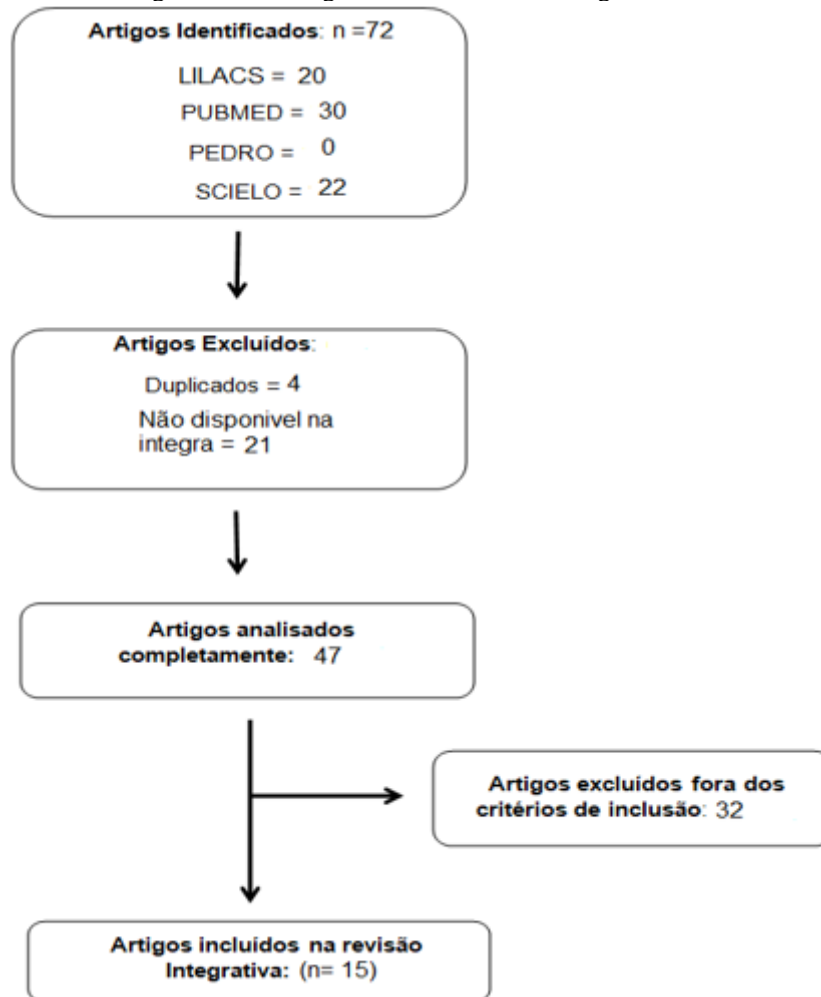 Artigos Identificados: n =72
LILACS = 20
PUBMED = 30
PEDRO = 0
SCIELO = 22
Artigos Excluídos:
Duplicados = 4
Não disponivel na
integra = 21
Artigos analisados
completamente: 47
Artigos excluídos fora dos
critérios de inclusão: 32
Artigos incluídos na revisão
Integrativa: (n= 15)